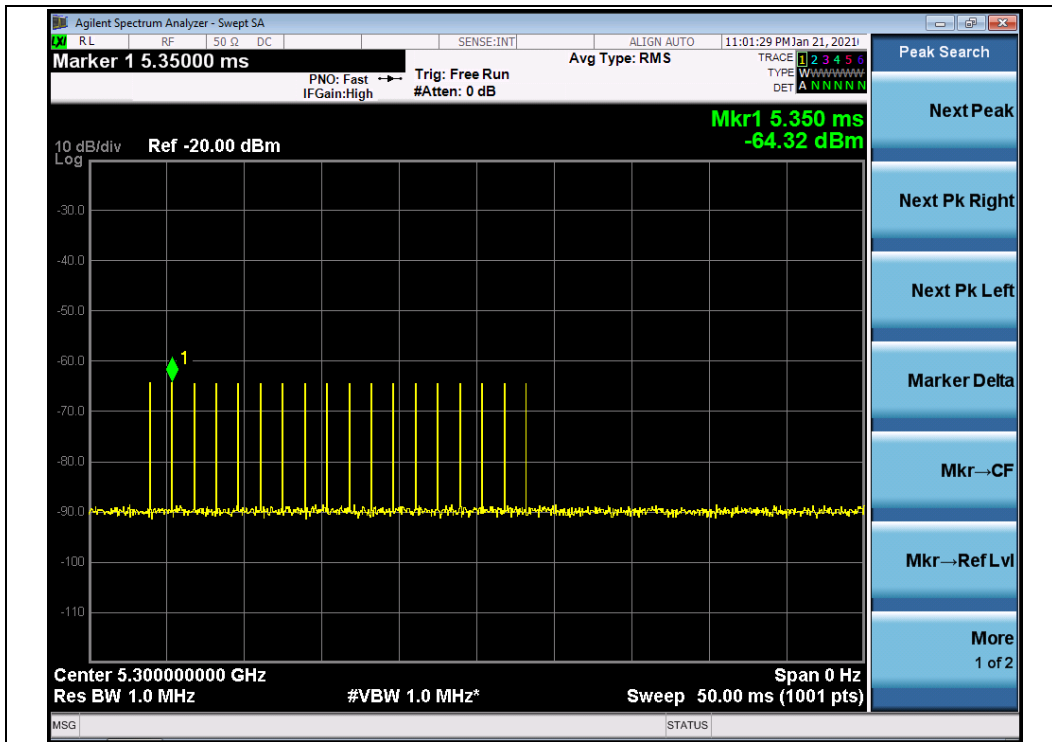 Agilent Spectrum Analyzer - Swept SA
LXI RL RF 50 Ω DC SENSE:INT ALIGN AUTO 11:01:29 PM Jan 21, 2021
Marker 1 5.35000 ms
PNO: Fast
IFGain:High
Trig: Free Run
#Atten: 0 dB
Avg Type: RMS
TRACE 1 2 3 4 5 6
TYPE WWWWWW
DET A N N N N N
Mkr1 5.350 ms
-64.32 dBm
10 dB/div Ref -20.00 dBm
Log
-30.0
-40.0
-50.0
-60.0
1
-70.0
-80.0
-90.0
-100
-110
Center 5.300000000 GHz Span 0 Hz
Res BW 1.0 MHz #VBW 1.0 MHz* Sweep 50.00 ms (1001 pts)
MSG STATUS
Peak Search
Next Peak
Next Pk Right
Next Pk Left
Marker Delta
Mkr→CF
Mkr→Ref Lvl
More
1 of 2